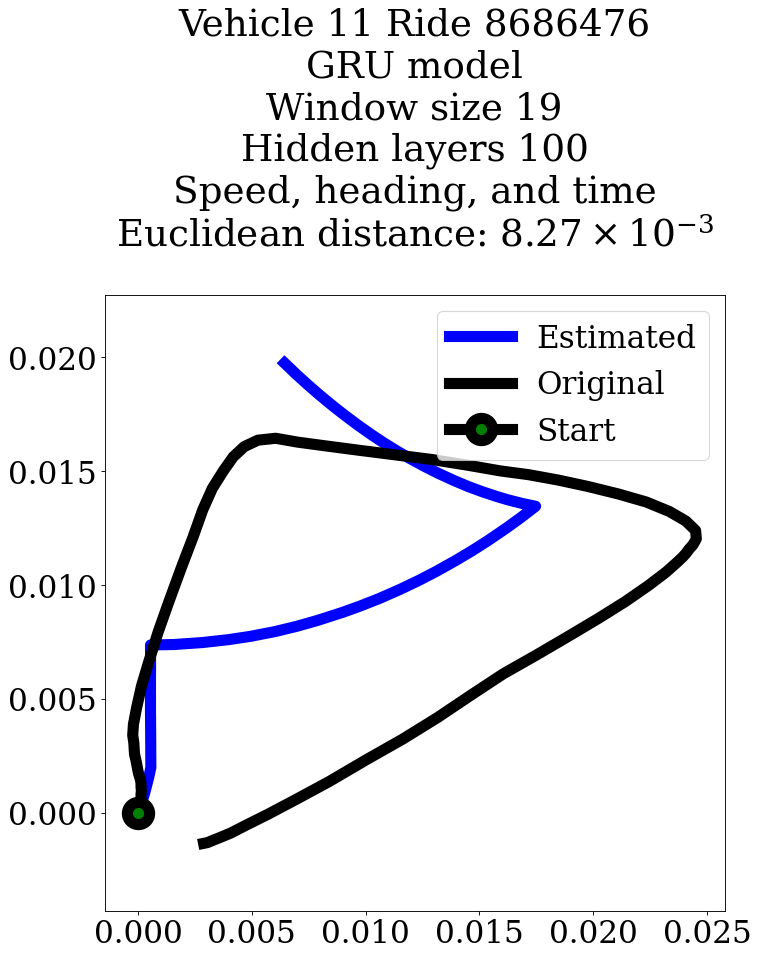 Vehicle 11 Ride 8686476
GRU model
Window size 19
Hidden layers 100
Speed, heading, and time
Euclidean distance: 8.27 × 10⁻³
Estimated
Original
Start
0.020
0.015
0.010
0.005
0.000
0.000 0.005 0.010 0.015 0.020 0.025